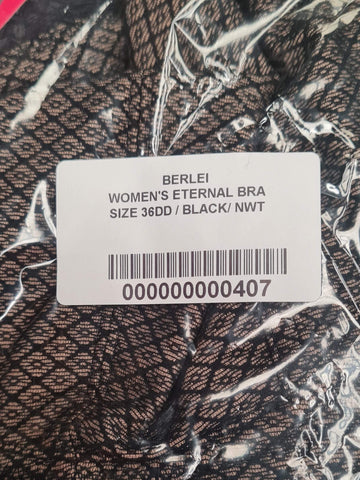 BERLEI
WOMEN'S ETERNAL BRA
SIZE 36DD / BLACK/ NWT
000000000407